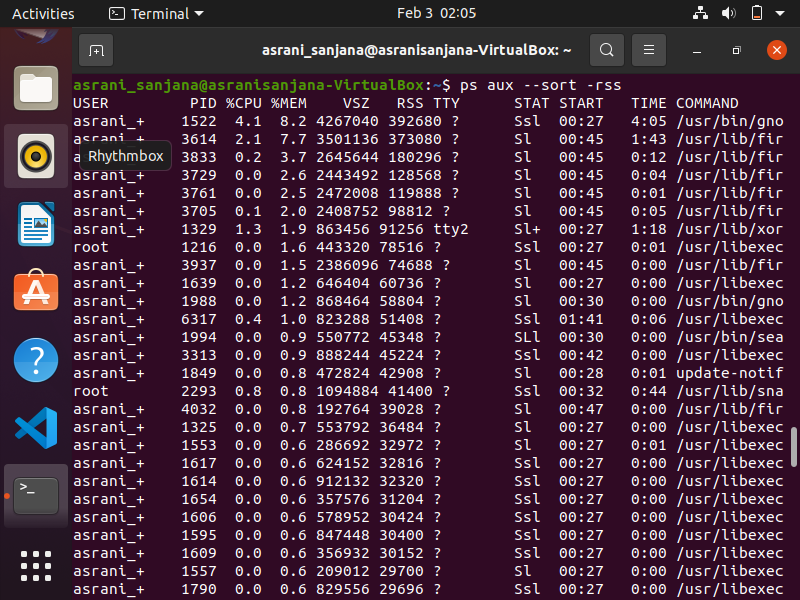 Activities Terminal Feb 3 02:05
asrani_sanjana@asranisanjana-VirtualBox: ~
Rhythmbox
asrani_sanjana@asranisanjana-VirtualBox:~$ ps aux --sort -rss
USER PID %CPU %MEM VSZ RSS TTY STAT START TIME COMMAND
asrani_+ 1522 4.1 8.2 4267040 392680 ? Ssl 00:27 4:05 /usr/bin/gno
asrani_+ 3614 2.1 7.7 3501136 373080 ? Sl 00:45 1:43 /usr/lib/fir
3833 0.2 3.7 2645644 180296 ? Sl 00:45 0:12 /usr/lib/fir
asrani_+ 3729 0.0 2.6 2443492 128568 ? Sl 00:45 0:04 /usr/lib/fir
asrani_+ 3761 0.0 2.5 2472008 119888 ? Sl 00:45 0:01 /usr/lib/fir
asrani_+ 3705 0.1 2.0 2408752 98812 ? Sl 00:45 0:05 /usr/lib/fir
asrani_+ 1329 1.3 1.9 863456 91256 tty2 Sl+ 00:27 1:18 /usr/lib/xor
root 1216 0.0 1.6 443320 78516 ? Ssl 00:27 0:01 /usr/libexec
asrani_+ 3937 0.0 1.5 2386096 74688 ? Sl 00:45 0:00 /usr/lib/fir
asrani_+ 1639 0.0 1.2 646404 60736 ? Sl 00:27 0:00 /usr/libexec
asrani_+ 1988 0.0 1.2 868464 58804 ? Sl 00:30 0:00 /usr/bin/gno
asrani_+ 6317 0.4 1.0 823288 51408 ? Ssl 01:41 0:06 /usr/libexec
asrani_+ 1994 0.0 0.9 550772 45348 ? SLl 00:30 0:00 /usr/bin/sea
asrani_+ 3313 0.0 0.9 888244 45224 ? Ssl 00:42 0:00 /usr/libexec
asrani_+ 1849 0.0 0.8 472824 42908 ? Sl 00:28 0:01 update-notif
root 2293 0.8 0.8 1094884 41400 ? Ssl 00:32 0:44 /usr/lib/sna
asrani_+ 4032 0.0 0.8 192764 39028 ? Sl 00:47 0:00 /usr/lib/fir
asrani_+ 1325 0.0 0.7 553792 36484 ? Sl 00:27 0:00 /usr/libexec
asrani_+ 1553 0.0 0.6 286692 32972 ? Sl 00:27 0:01 /usr/libexec
asrani_+ 1617 0.0 0.6 624152 32816 ? Ssl 00:27 0:00 /usr/libexec
asrani_+ 1614 0.0 0.6 912132 32320 ? Ssl 00:27 0:00 /usr/libexec
asrani_+ 1654 0.0 0.6 357576 31204 ? Ssl 00:27 0:00 /usr/libexec
asrani_+ 1606 0.0 0.6 578952 30424 ? Ssl 00:27 0:00 /usr/libexec
asrani_+ 1595 0.0 0.6 847448 30400 ? Ssl 00:27 0:00 /usr/libexec
asrani_+ 1609 0.0 0.6 356932 30152 ? Ssl 00:27 0:00 /usr/libexec
asrani_+ 1557 0.0 0.6 209012 29700 ? Sl 00:27 0:00 /usr/libexec
asrani_+ 1790 0.0 0.6 829556 29696 ? Ssl 00:27 0:00 /usr/libexec